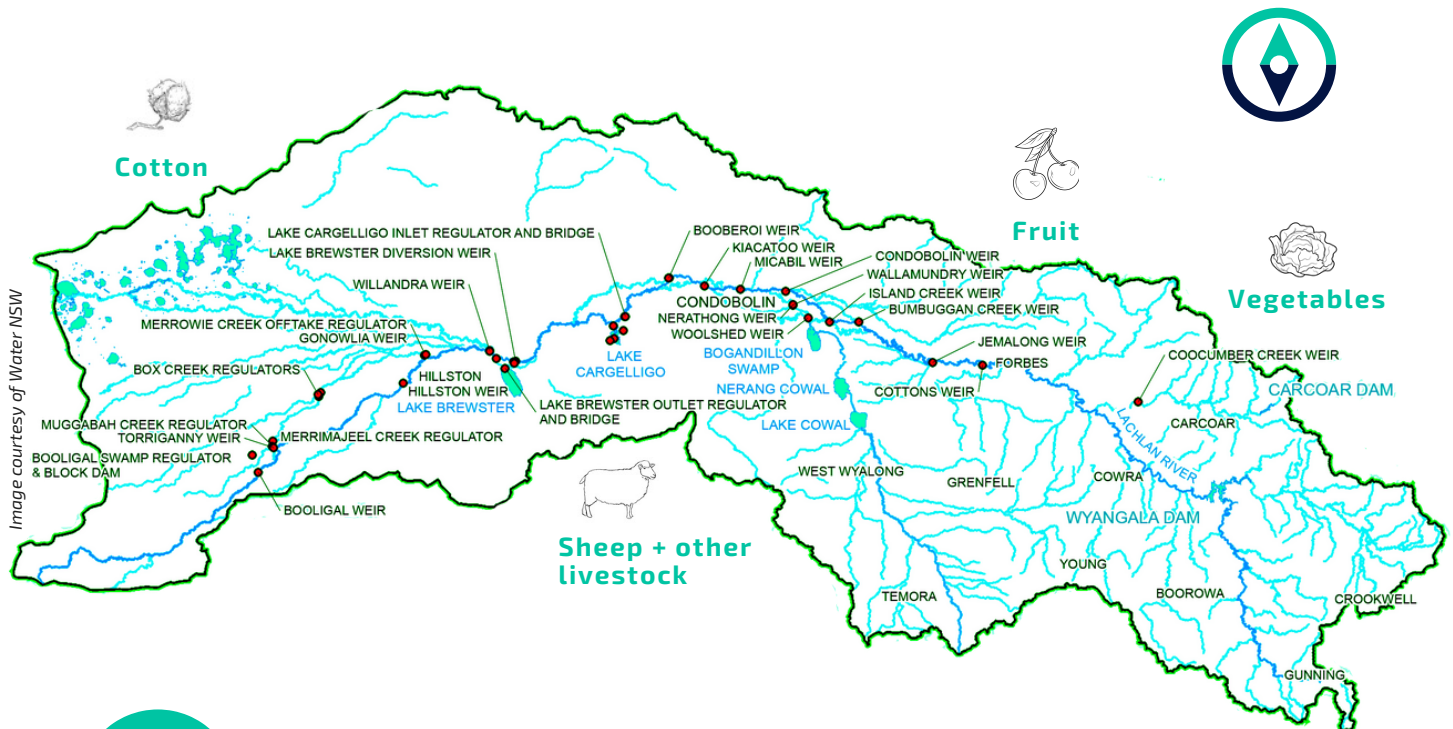 Cotton
Fruit
Vegetables
LAKE CARGELLIGO INLET REGULATOR AND BRIDGE
LAKE BREWSTER DIVERSION WEIR
WILLANDRA WEIR
MERROWIE CREEK OFFTAKE REGULATOR
GONOWLIA WEIR
BOX CREEK REGULATORS
MUGGABAH CREEK REGULATOR
TORRIGANNY WEIR
BOOLIGAL SWAMP REGULATOR
& BLOCK DAM
MERRIMAJEEL CREEK REGULATOR
BOOLIGAL WEIR
HILLSTON
HILLSTON WEIR
LAKE BREWSTER
LAKE BREWSTER OUTLET REGULATOR
AND BRIDGE
LAKE
CARGELLIGO
BOOBEROI WEIR
KIACATOO WEIR
MICABIL WEIR
CONDOBOLIN WEIR
WALLAMUNDRY WEIR
ISLAND CREEK WEIR
BUMBUGGAN CREEK WEIR
CONDOBOLIN
NERATHONG WEIR
WOOLSHED WEIR
BOGANDILLON
SWAMP
NERANG COWAL
LAKE COWAL
JEMALONG WEIR
FORBES
COTTONS WEIR
COOCUMBER CREEK WEIR
CARCOAR DAM
CARCOAR
LACHLAN RIVER
WEST WYALONG
GRENFELL
COWRA
WYANGALA DAM
YOUNG
TEMORA
BOOROWA
CROOKWELL
GUNNING
Sheep + other
livestock
Image courtesy of Water NSW